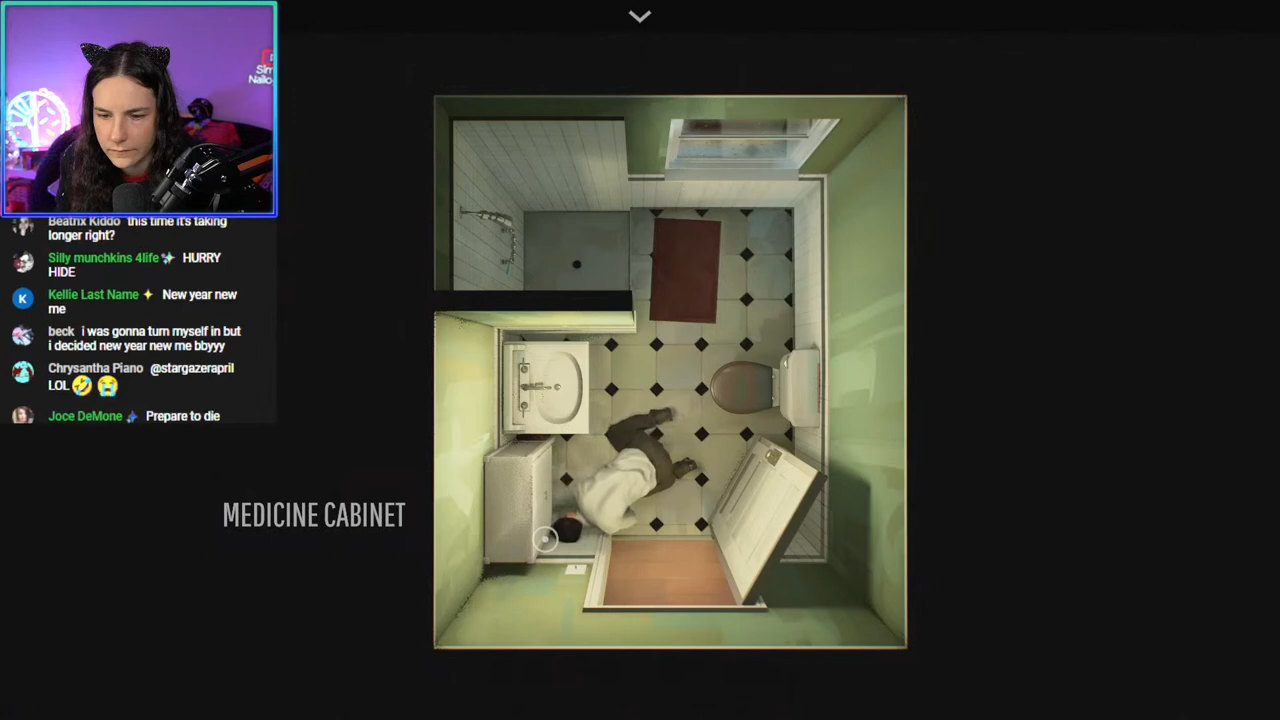 Sim
Nailo
Beatrix Kiddo this time it's taking
longer right?
Silly munchkins 4life HURRY
HIDE
Kellie Last Name New year new
me
K
beck i was gonna turn myself in but
i decided new year new me bbyyy
Chrysantha Piano @stargazerapril
LOL 🤣 😭
Joce DeMone Prepare to die
MEDICINE CABINET